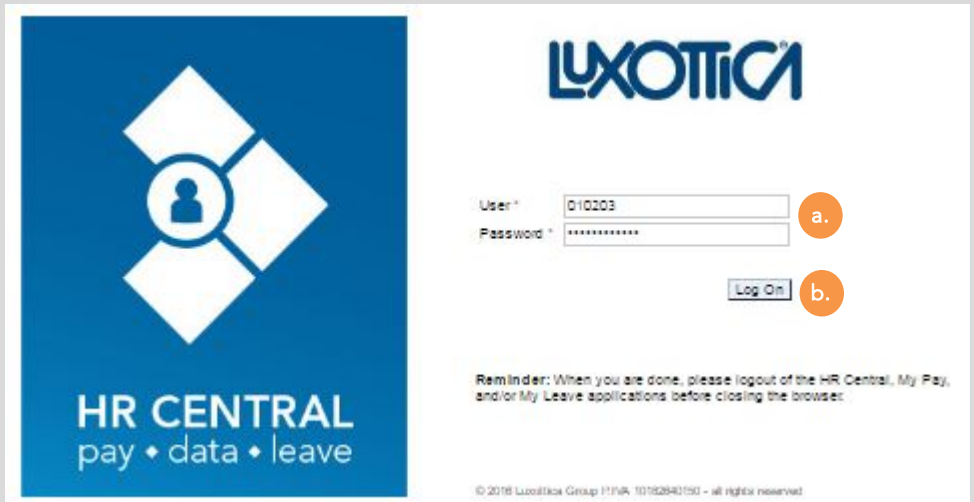 LUXOTTICA
User * 010203 a.
Password * ************
Log On b.
Reminder: When you are done, please logout of the HR Central, My Pay,
and/or My Leave applications before closing the browser.
HR CENTRAL
pay • data • leave
© 2016 Luxottica Group P.IVA 10182640150 - all rights reserved